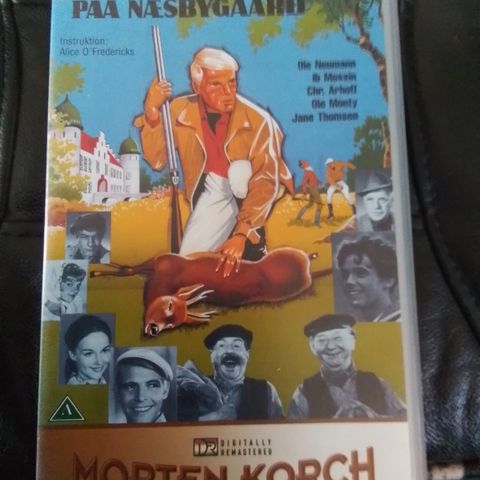 PAA NÆSBYGAARD
Instruktion:
Alice O'Fredericks
Ole Neumann
Ib Mossin
Chr. Arhoff
Ole Monty
Jane Thomsen
A
DR DIGITALLY
REMASTERED
MORTEN KORCH